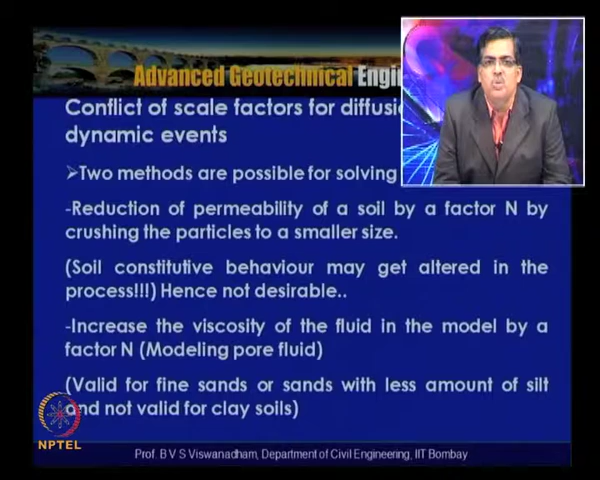 Advanced Geotechnical
Conflict of scale factors for
dynamic events
➢Two methods are possible for solving
-Reduction of permeability of a soil by a factor N by
crushing the particles to a smaller size.
(Soil constitutive behaviour may get altered in the
process!!!) Hence not desirable..
-Increase the viscosity of the fluid in the model by a
factor N (Modeling pore fluid)
(Valid for fine sands or sands with less amount of silt
and not valid for clay soils)
NPTEL
Prof. B V S Viswanadham, Department of Civil Engineering, IIT Bombay